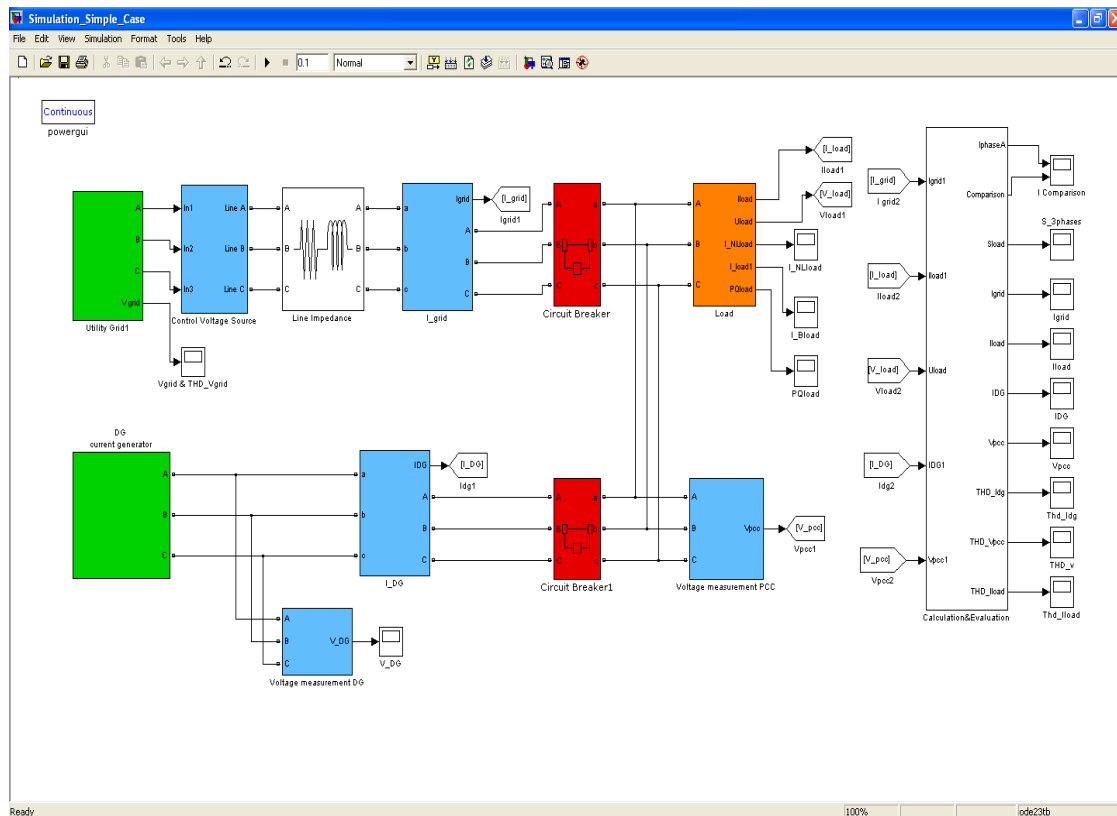 Simulation_Simple_Case
File Edit View Simulation Format Tools Help
0.1 Normal
Continuous
powergui
A
B
C
Vgrid
Utility Grid1
In1
In2
In3
Line A
Line B
Line C
Control Voltage Source
A
B
C
A
B
C
Line Impedance
a
b
c
Igrid
A
B
C
I_grid
[I_grid]
Igrid1
Vgrid & THD_Vgrid
A
B
C
a
b
c
Circuit Breaker
A
B
C
Iload
Uload
I_NLload
I_load1
PQload
Load
[I_load]
Iload1
[V_load]
Vload1
I_NLload
I_Bload
PQload
DG
current generator
A
B
C
a
b
c
IDG
A
B
C
I_DG
[I_DG]
Idg1
A
B
C
a
b
c
Circuit Breaker1
A
B
C
Vpcc
Voltage measurement PCC
[V_pcc]
Vpcc1
A
B
C
V_DG
Voltage measurement DG
V_DG
[I_grid]
I grid2
[I_load]
Iload2
[V_load]
Vload2
[I_DG]
Idg2
[V_pcc]
Vpcc2
Igrid1
Iload1
Uload
IDG1
Vpcc1
IphaseA
Comparison
Sload
Igrid
Iload
IDG
Vpcc
THD_Idg
THD_Vpcc
THD_Iload
Calculation&Evaluation
I Comparison
S_3phases
Igrid
Iload
IDG
Vpcc
Thd_Idg
THD_v
Thd_Iload
Ready 100% ode23tb